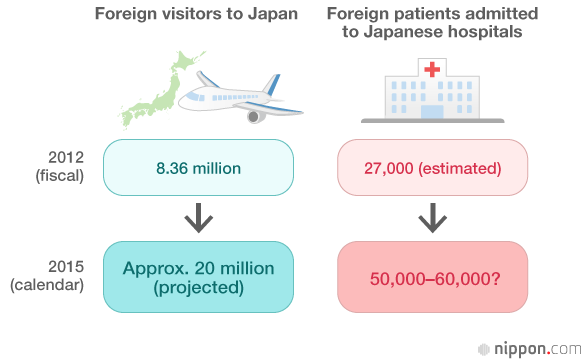 Foreign visitors to Japan
Foreign patients admitted
to Japanese hospitals
2012
(fiscal)
8.36 million
27,000 (estimated)
2015
(calendar)
Approx. 20 million
(projected)
50,000–60,000?
nippon.com